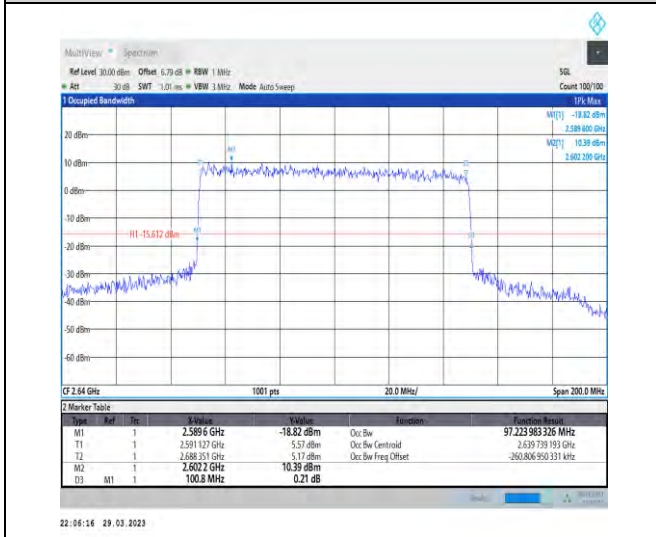 MultiView Spectrum
Ref Level 30.00 dBm Offset 6.79 dB RBW 1 MHz SGL
Att 30 dB SWT 1.01 ms VBW 3 MHz Mode Auto Sweep Count 100/100
1 Occupied Bandwidth 1Pk Max
M1[1] -18.82 dBm
2.589 600 GHz
M2[1] 10.39 dBm
2.602 200 GHz
20 dBm
10 dBm
0 dBm
-10 dBm
H1 -15.612 dBm
-20 dBm
-30 dBm
-40 dBm
-50 dBm
-60 dBm
CF 2.64 GHz 1001 pts 20.0 MHz/ Span 200.0 MHz
2 Marker Table
Type Ref Trc X-Value Y-Value Function Function Result
M1 1 2.589 6 GHz -18.82 dBm Occ Bw 97.223 983 326 MHz
T1 1 2.591 127 GHz 5.57 dBm Occ Bw Centroid 2.639 739 193 GHz
T2 1 2.688 351 GHz 5.17 dBm Occ Bw Freq Offset -260.806 950 331 kHz
M2 1 2.602 2 GHz 10.39 dBm
D3 M1 1 100.8 MHz 0.21 dB
22:06:16 29.03.2023